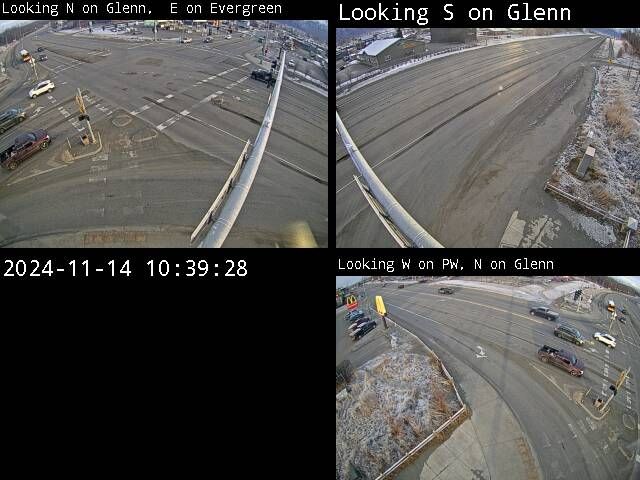 Looking N on Glenn,  E on Evergreen
Looking S on Glenn
2024-11-14 10:39:28
Looking W on PW, N on Glenn